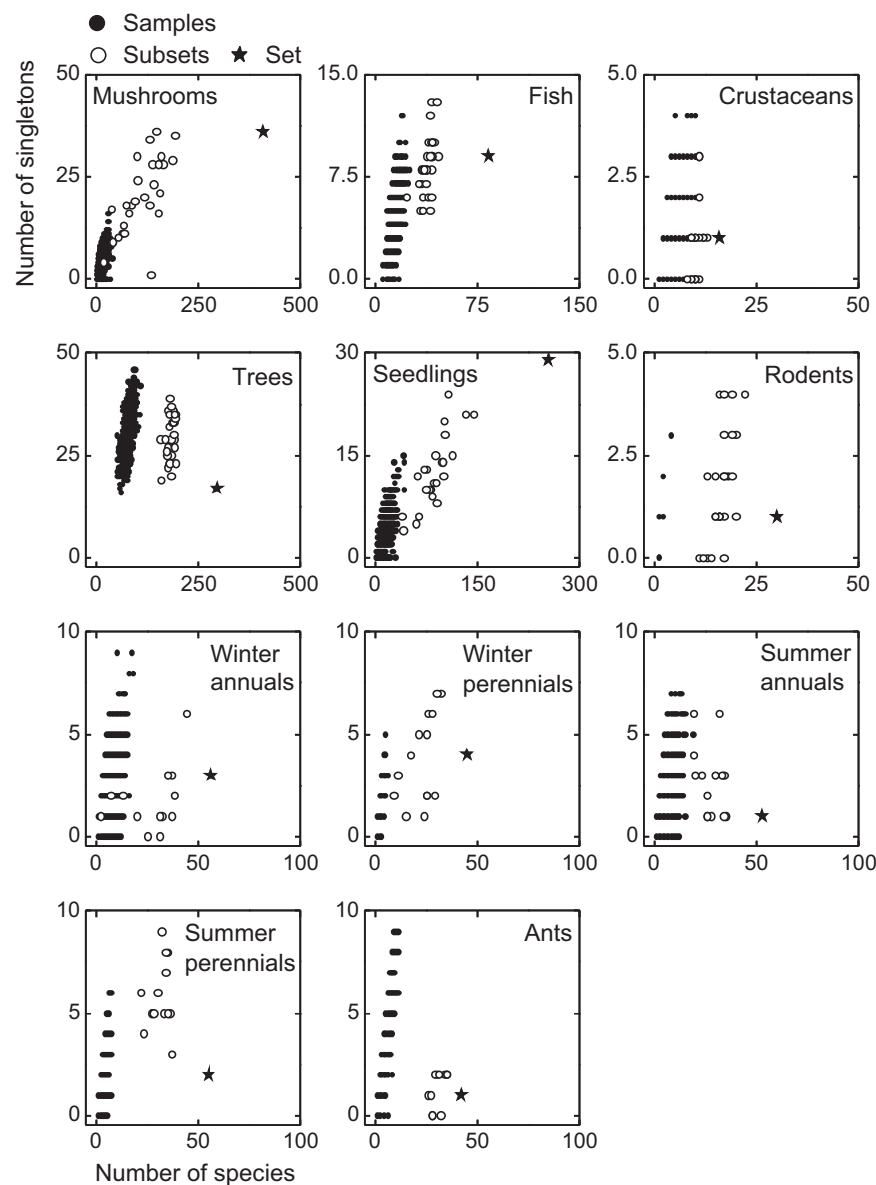 Samples
Subsets Set
Number of singletons
50
25
0
Mushrooms
0 250 500
15.0
7.5
0.0
Fish
0 75 150
5.0
2.5
0.0
Crustaceans
0 25 50
50
25
0
Trees
0 250 500
30
15
0
Seedlings
0 150 300
5.0
2.5
0.0
Rodents
0 25 50
10
5
0
Winter
annuals
0 50 100
10
5
0
Winter
perennials
0 50 100
10
5
0
Summer
annuals
0 50 100
10
5
0
Summer
perennials
0 50 100
10
5
0
Ants
0 50 100
Number of species